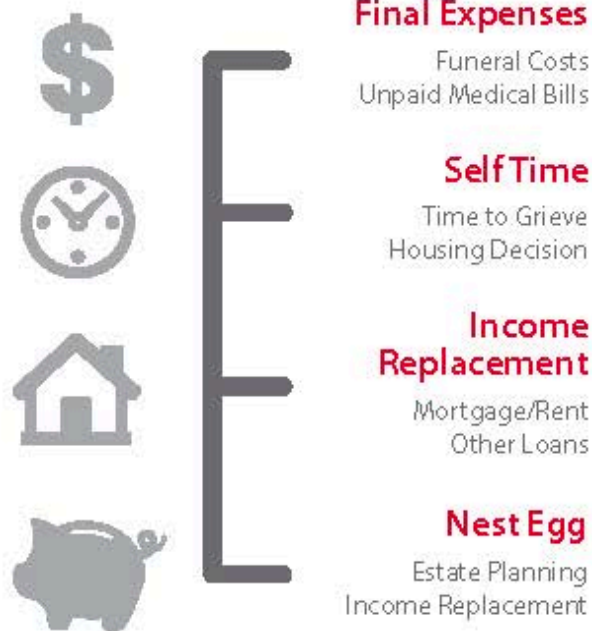 Final Expenses
Funeral Costs
Unpaid Medical Bills
Self Time
Time to Grieve
Housing Decision
Income
Replacement
Mortgage/Rent
Other Loans
Nest Egg
Estate Planning
Income Replacement